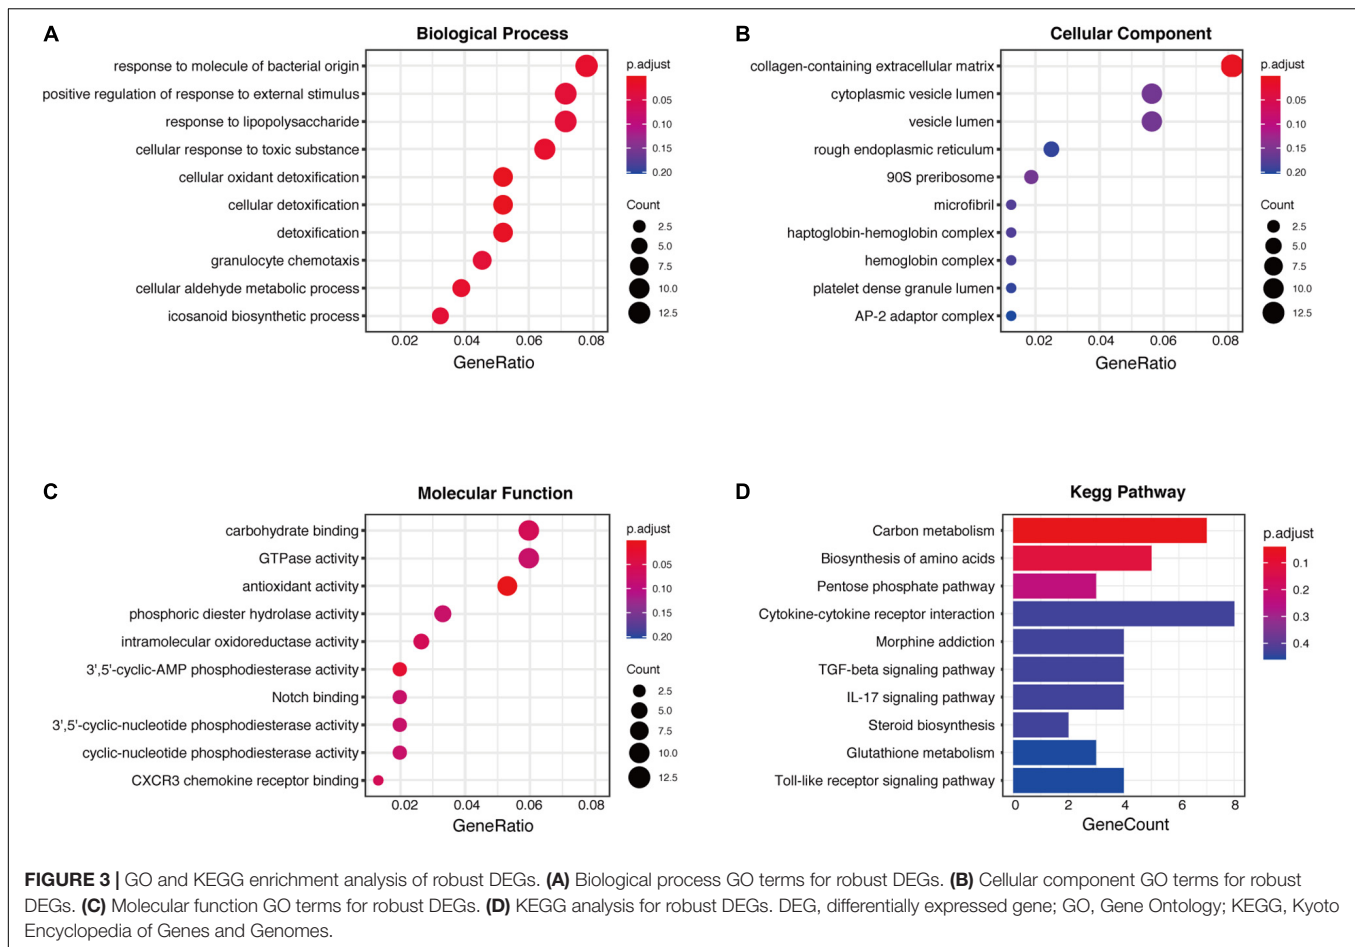 A
Biological Process
response to molecule of bacterial origin
positive regulation of response to external stimulus
response to lipopolysaccharide
cellular response to toxic substance
cellular oxidant detoxification
cellular detoxification
detoxification
granulocyte chemotaxis
cellular aldehyde metabolic process
icosanoid biosynthetic process
0.02 0.04 0.06 0.08
GeneRatio
p.adjust
0.05
0.10
0.15
0.20
Count
2.5
5.0
7.5
10.0
12.5
B
Cellular Component
collagen-containing extracellular matrix
cytoplasmic vesicle lumen
vesicle lumen
rough endoplasmic reticulum
90S preribosome
microfibril
haptoglobin-hemoglobin complex
hemoglobin complex
platelet dense granule lumen
AP-2 adaptor complex
0.02 0.04 0.06 0.08
GeneRatio
p.adjust
0.05
0.10
0.15
0.20
Count
2.5
5.0
7.5
10.0
12.5
C
Molecular Function
carbohydrate binding
GTPase activity
antioxidant activity
phosphoric diester hydrolase activity
intramolecular oxidoreductase activity
3',5'-cyclic-AMP phosphodiesterase activity
Notch binding
3',5'-cyclic-nucleotide phosphodiesterase activity
cyclic-nucleotide phosphodiesterase activity
CXCR3 chemokine receptor binding
0.02 0.04 0.06 0.08
GeneRatio
p.adjust
0.05
0.10
0.15
0.20
Count
2.5
5.0
7.5
10.0
12.5
D
Kegg Pathway
Carbon metabolism
Biosynthesis of amino acids
Pentose phosphate pathway
Cytokine-cytokine receptor interaction
Morphine addiction
TGF-beta signaling pathway
IL-17 signaling pathway
Steroid biosynthesis
Glutathione metabolism
Toll-like receptor signaling pathway
0 2 4 6 8
GeneCount
p.adjust
0.1
0.2
0.3
0.4
FIGURE 3 | GO and KEGG enrichment analysis of robust DEGs. (A) Biological process GO terms for robust DEGs. (B) Cellular component GO terms for robust
DEGs. (C) Molecular function GO terms for robust DEGs. (D) KEGG analysis for robust DEGs. DEG, differentially expressed gene; GO, Gene Ontology; KEGG, Kyoto
Encyclopedia of Genes and Genomes.